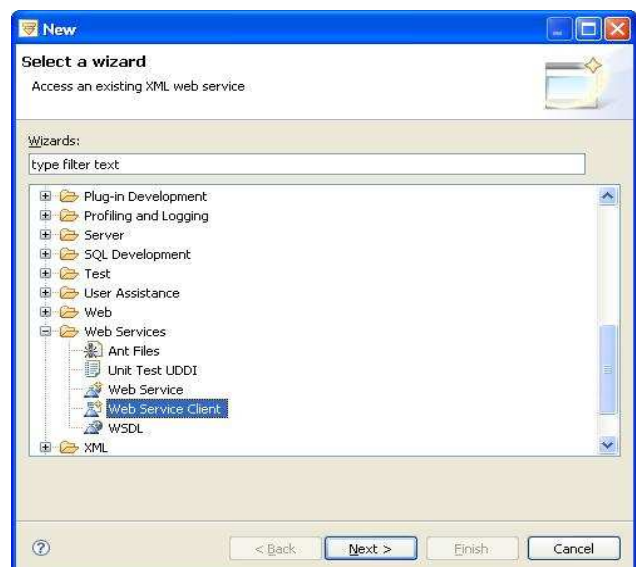 New
Select a wizard
Access an existing XML web service
Wizards:
type filter text
Plug-in Development
Profiling and Logging
Server
SQL Development
Test
User Assistance
Web
Web Services
Ant Files
Unit Test UDDI
Web Service
Web Service Client
WSDL
XML
? < Back Next > Finish Cancel